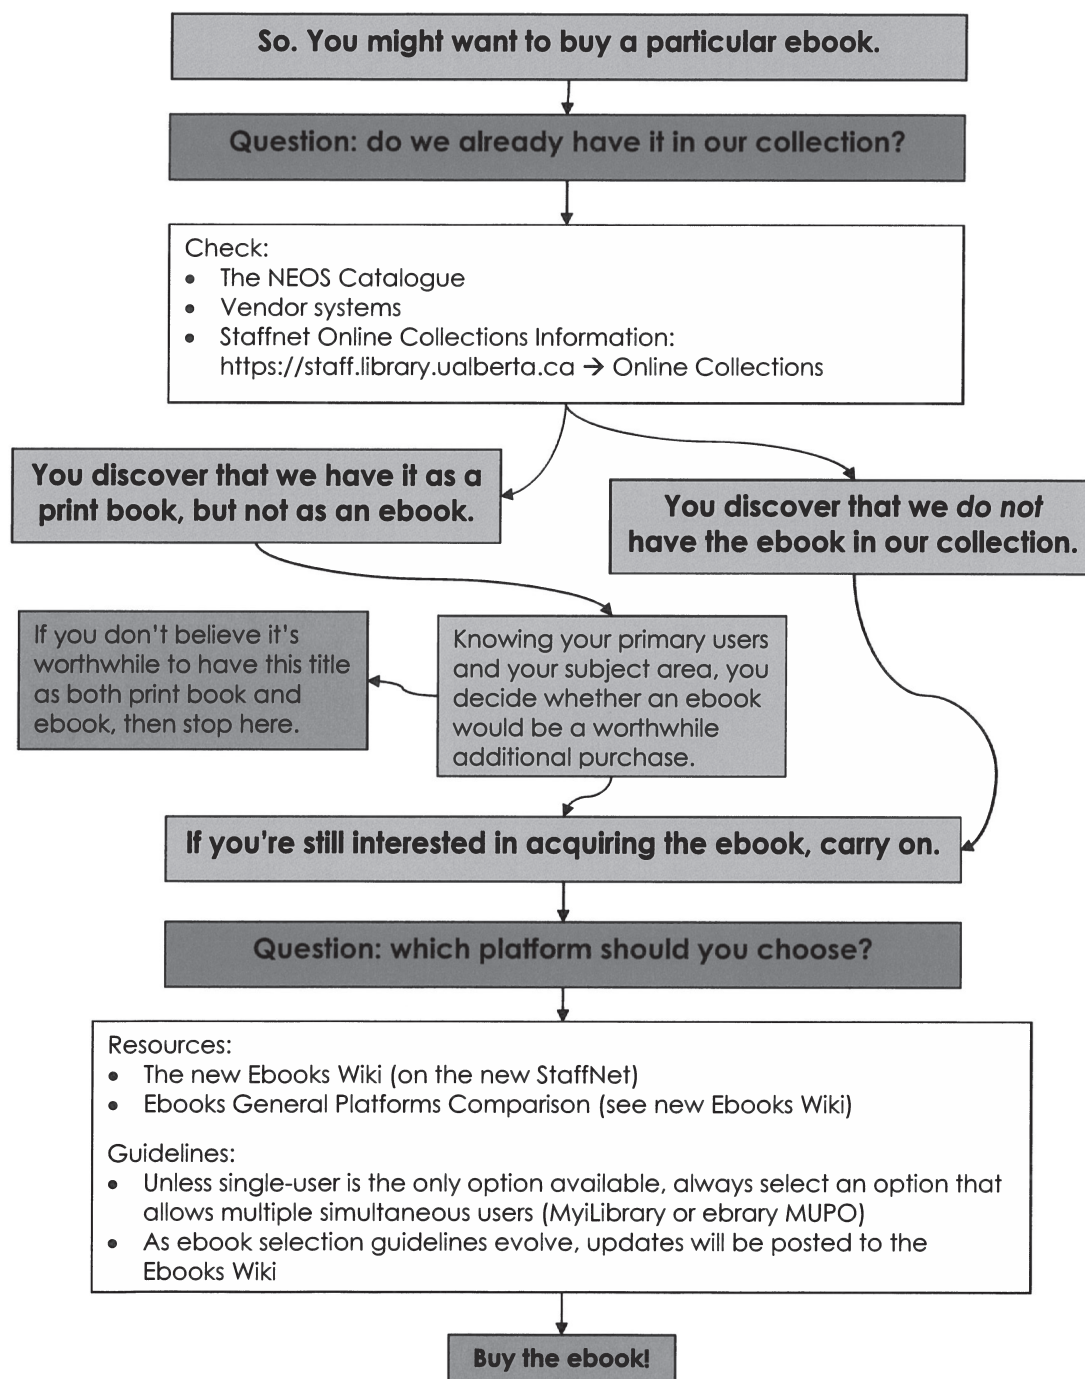 So. You might want to buy a particular ebook.
Question: do we already have it in our collection?
Check:
• The NEOS Catalogue
• Vendor systems
• Staffnet Online Collections Information:
https://staff.library.ualberta.ca → Online Collections
You discover that we have it as a
print book, but not as an ebook.
You discover that we do not
have the ebook in our collection.
If you don't believe it's
worthwhile to have this title
as both print book and
ebook, then stop here.
Knowing your primary users
and your subject area, you
decide whether an ebook
would be a worthwhile
additional purchase.
If you're still interested in acquiring the ebook, carry on.
Question: which platform should you choose?
Resources:
• The new Ebooks Wiki (on the new StaffNet)
• Ebooks General Platforms Comparison (see new Ebooks Wiki)
Guidelines:
• Unless single-user is the only option available, always select an option that
allows multiple simultaneous users (MyiLibrary or ebrary MUPO)
• As ebook selection guidelines evolve, updates will be posted to the
Ebooks Wiki
Buy the ebook!